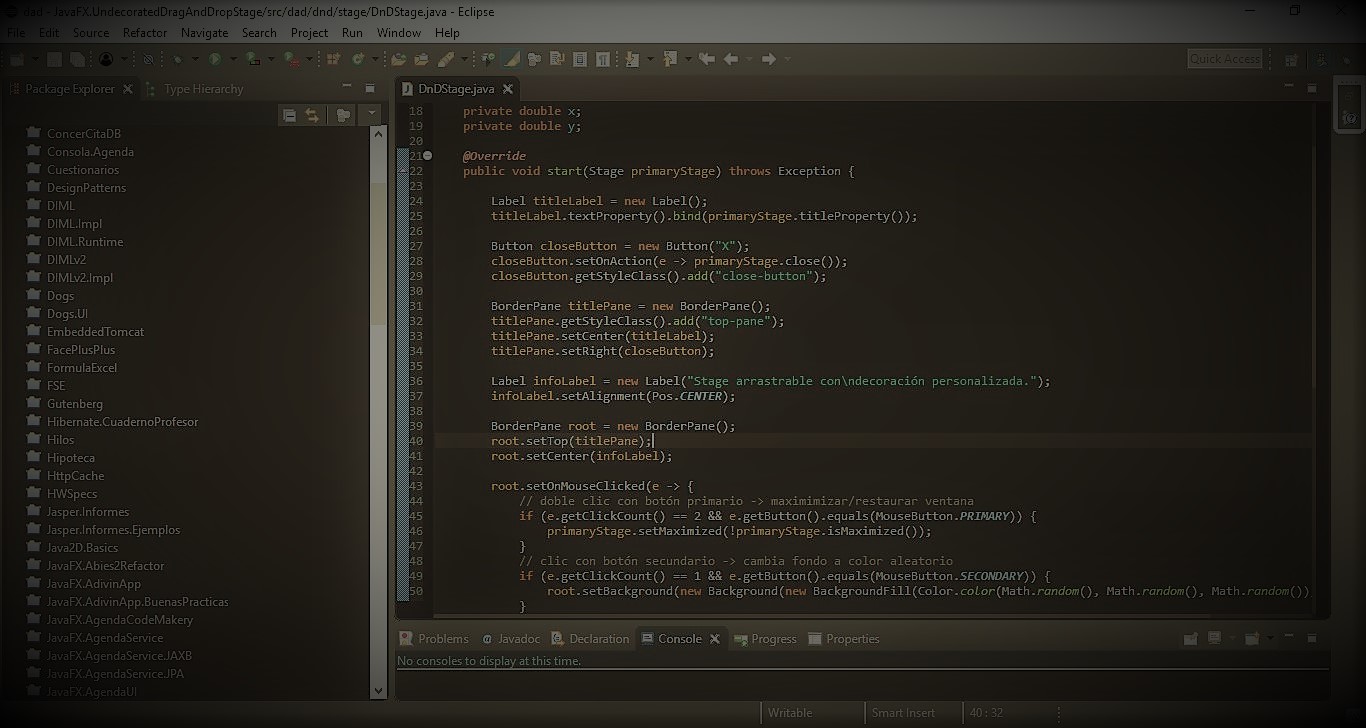 dad - JavaFX.UndecoratedDragAndDropStage/src/dad/dnd/stage/DnDStage.java - Eclipse
File Edit Source Refactor Navigate Search Project Run Window Help
Quick Access
Package Explorer Type Hierarchy
ConcerCitaDB
Consola.Agenda
Cuestionarios
DesignPatterns
DIML
DIML.Impl
DIML.Runtime
DIMLv2
DIMLv2.Impl
Dogs
Dogs.UI
EmbeddedTomcat
FacePlusPlus
FormulaExcel
FSE
Gutenberg
Hibernate.CuadernoProfesor
Hilos
Hipoteca
HttpCache
HWSpecs
Jasper.Informes
Jasper.Informes.Ejemplos
Java2D.Basics
JavaFX.Abies2Refactor
JavaFX.AdivinApp
JavaFX.AdivinApp.BuenasPracticas
JavaFX.AgendaCodeMakery
JavaFX.AgendaService
JavaFX.AgendaService.JAXB
JavaFX.AgendaService.JPA
JavaFX.AgendaUI
DnDStage.java
18 private double x;
19 private double y;
20
21 @Override
22 public void start(Stage primaryStage) throws Exception {
23
24 Label titleLabel = new Label();
25 titleLabel.textProperty().bind(primaryStage.titleProperty());
26
27 Button closeButton = new Button("X");
28 closeButton.setOnAction(e -> primaryStage.close());
29 closeButton.getStyleClass().add("close-button");
30
31 BorderPane titlePane = new BorderPane();
32 titlePane.getStyleClass().add("top-pane");
33 titlePane.setCenter(titleLabel);
34 titlePane.setRight(closeButton);
35
36 Label infoLabel = new Label("Stage arrastrable con\ndecoración personalizada.");
37 infoLabel.setAlignment(Pos.CENTER);
38
39 BorderPane root = new BorderPane();
40 root.setTop(titlePane);
41 root.setCenter(infoLabel);
42
43 root.setOnMouseClicked(e -> {
44 // doble clic con botón primario -> maximimizar/restaurar ventana
45 if (e.getClickCount() == 2 && e.getButton().equals(MouseButton.PRIMARY)) {
46 primaryStage.setMaximized(!primaryStage.isMaximized());
47 }
48 // clic con botón secundario -> cambia fondo a color aleatorio
49 if (e.getClickCount() == 1 && e.getButton().equals(MouseButton.SECONDARY)) {
50 root.setBackground(new Background(new BackgroundFill(Color.color(Math.random(), Math.random(), Math.random())
}
Problems @ Javadoc Declaration Console Progress Properties
No consoles to display at this time.
Writable Smart Insert 40 : 32